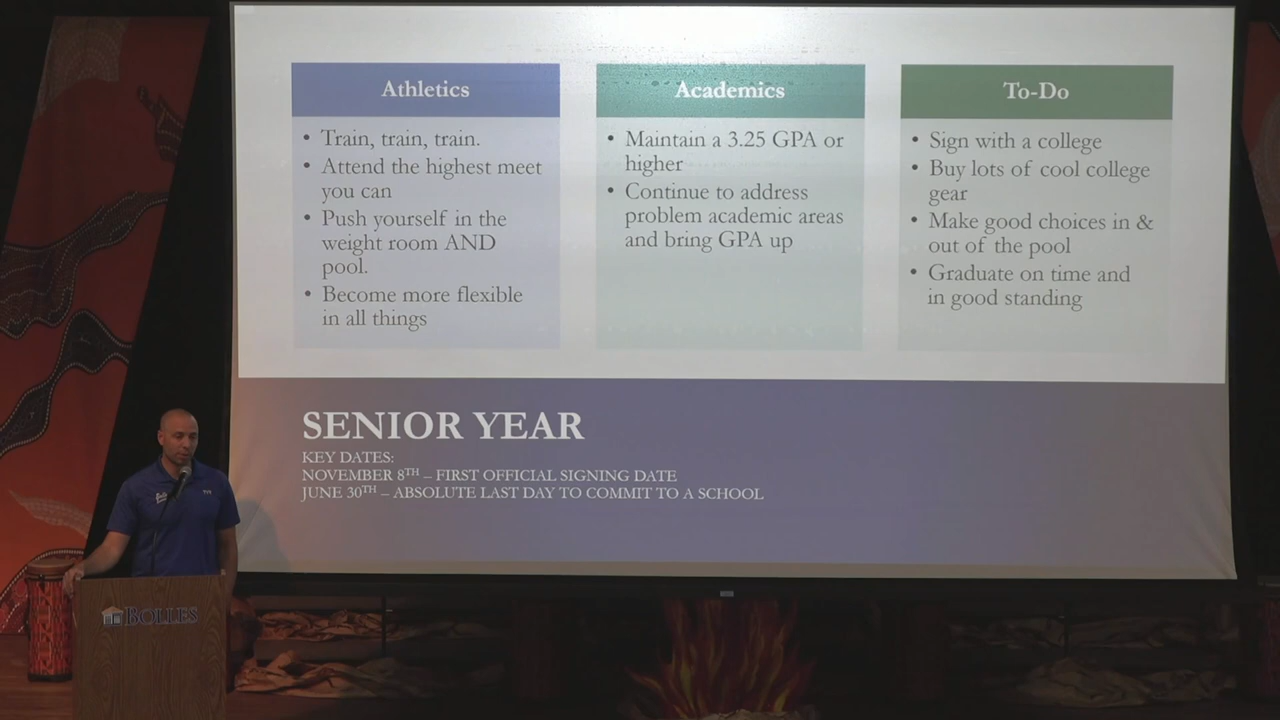 Athletics
• Train, train, train.
• Attend the highest meet
you can
• Push yourself in the
weight room AND
pool.
• Become more flexible
in all things
Academics
• Maintain a 3.25 GPA or
higher
• Continue to address
problem academic areas
and bring GPA up
To-Do
• Sign with a college
• Buy lots of cool college
gear
• Make good choices in &
out of the pool
• Graduate on time and
in good standing
SENIOR YEAR
KEY DATES:
NOVEMBER 8TH – FIRST OFFICIAL SIGNING DATE
JUNE 30TH – ABSOLUTE LAST DAY TO COMMIT TO A SCHOOL
BOLLES